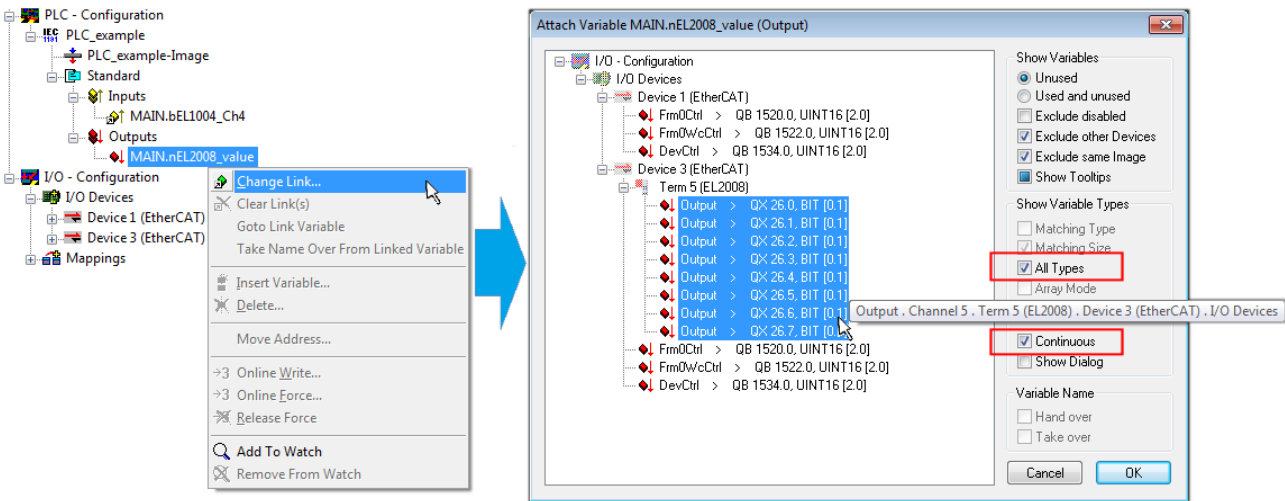 PLC - Configuration
IEC
1131
PLC_example
PLC_example-Image
Standard
Inputs
MAIN.bEL1004_Ch4
Outputs
MAIN.nEL2008_value
I/O - Configuration
I/O Devices
Device 1 (EtherCAT)
Device 3 (EtherCAT)
Mappings
Change Link...
Clear Link(s)
Goto Link Variable
Take Name Over From Linked Variable
Insert Variable...
Delete...
Move Address...
Online Write...
Online Force...
Release Force
Add To Watch
Remove From Watch
Attach Variable MAIN.nEL2008_value (Output)
I/O - Configuration
I/O Devices
Device 1 (EtherCAT)
Frm0Ctrl > QB 1520.0, UINT16 [2.0]
Frm0WcCtrl > QB 1522.0, UINT16 [2.0]
DevCtrl > QB 1534.0, UINT16 [2.0]
Device 3 (EtherCAT)
Term 5 (EL2008)
Output > QX 26.0, BIT [0.1]
Output > QX 26.1, BIT [0.1]
Output > QX 26.2, BIT [0.1]
Output > QX 26.3, BIT [0.1]
Output > QX 26.4, BIT [0.1]
Output > QX 26.5, BIT [0.1]
Output > QX 26.6, BIT [0.1]
Output > QX 26.7, BIT [0.1]
Frm0Ctrl > QB 1520.0, UINT16 [2.0]
Frm0WcCtrl > QB 1522.0, UINT16 [2.0]
DevCtrl > QB 1534.0, UINT16 [2.0]
Output . Channel 5 . Term 5 (EL2008) . Device 3 (EtherCAT) . I/O Devices
Show Variables
Unused
Used and unused
Exclude disabled
Exclude other Devices
Exclude same Image
Show Tooltips
Show Variable Types
Matching Type
Matching Size
All Types
Array Mode
Continuous
Show Dialog
Variable Name
Hand over
Take over
Cancel
OK